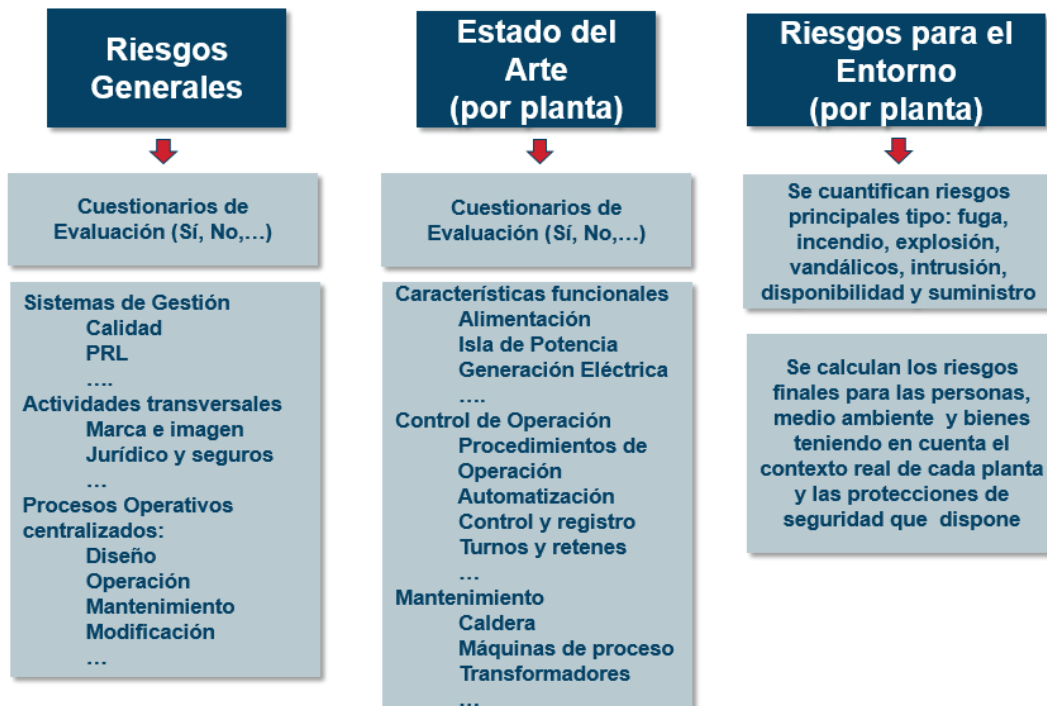 Riesgos
Generales
Cuestionarios de
Evaluación (Sí, No,…)
Sistemas de Gestión
Calidad
PRL
….
Actividades transversales
Marca e imagen
Jurídico y seguros
…
Procesos Operativos
centralizados:
Diseño
Operación
Mantenimiento
Modificación
…
Estado del
Arte
(por planta)
Cuestionarios de
Evaluación (Sí, No,…)
Características funcionales
Alimentación
Isla de Potencia
Generación Eléctrica
….
Control de Operación
Procedimientos de
Operación
Automatización
Control y registro
Turnos y retenes
…
Mantenimiento
Caldera
Máquinas de proceso
Transformadores
…
Riesgos para el
Entorno
(por planta)
Se cuantifican riesgos
principales tipo: fuga,
incendio, explosión,
vandálicos, intrusión,
disponibilidad y suministro
Se calculan los riesgos
finales para las personas,
medio ambiente y bienes
teniendo en cuenta el
contexto real de cada planta
y las protecciones de
seguridad que dispone